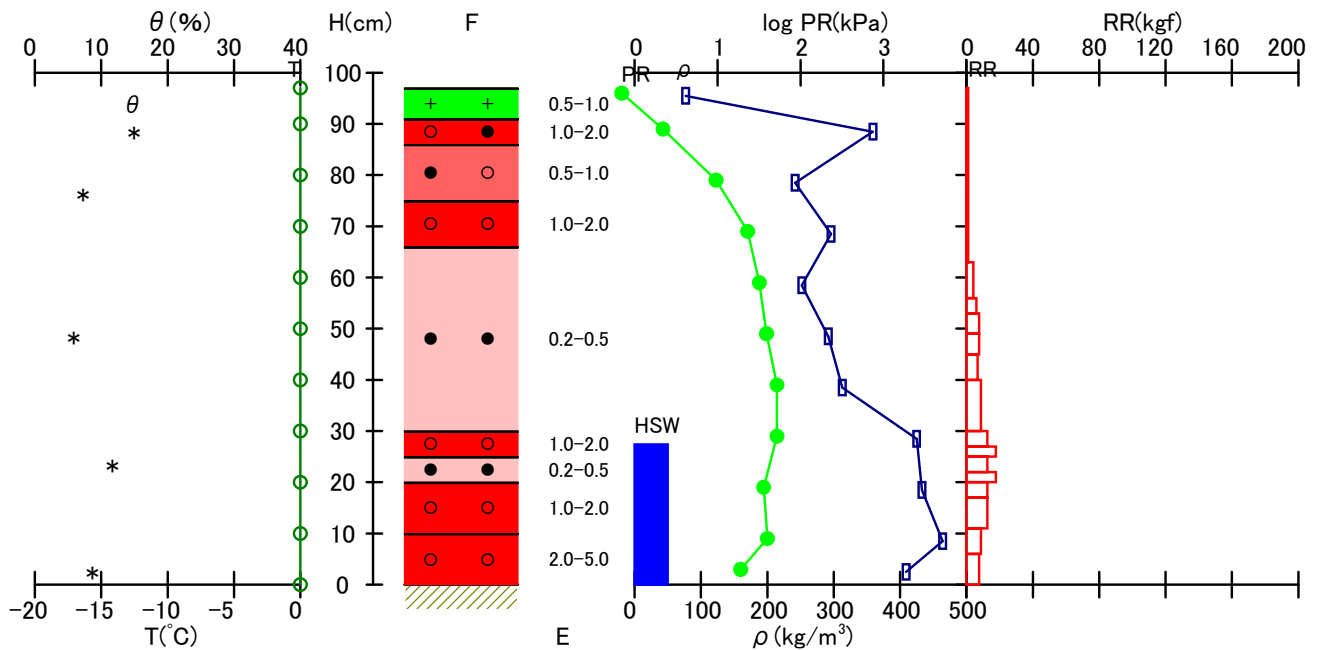 θ(%) H(cm) F log PR(kPa) RR(kgf)
0 10 20 30 40 0 1 2 3 0 40 80 120 160 200
T 100 PR ρ RR
θ 0.5-1.0
90 1.0-2.0
80 0.5-1.0
70 1.0-2.0
60
50 0.2-0.5
40
30 HSW
1.0-2.0
20 0.2-0.5
1.0-2.0
10 2.0-5.0
0
-20 -15 -10 -5 0 0 100 200 300 400 500
T(℃) E ρ(kg/m³)